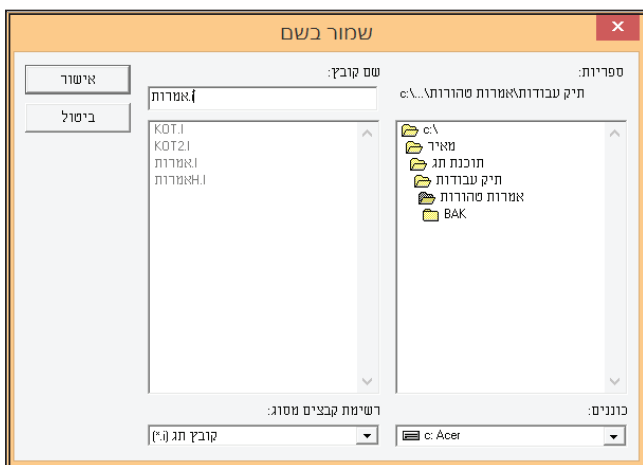 שמור בשם
ספריות:
c:\...\תיק עבודות\אמרות טהורות
c:\
מאיר
תוכנת תג
תיק עבודות
אמרות טהורות
BAK
כוננים:
c: Acer
שם קובץ:
אמרות.i
KOT.I
KOT2.I
אמרות.I
אמרותH.I
רשימת קבצים מסוג:
קובץ תג (*.i)
אישור
ביטול